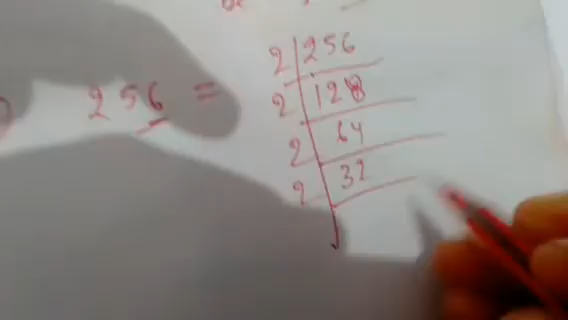 2 | 256
256 = 2 | 128
2 | 64
2 | 32